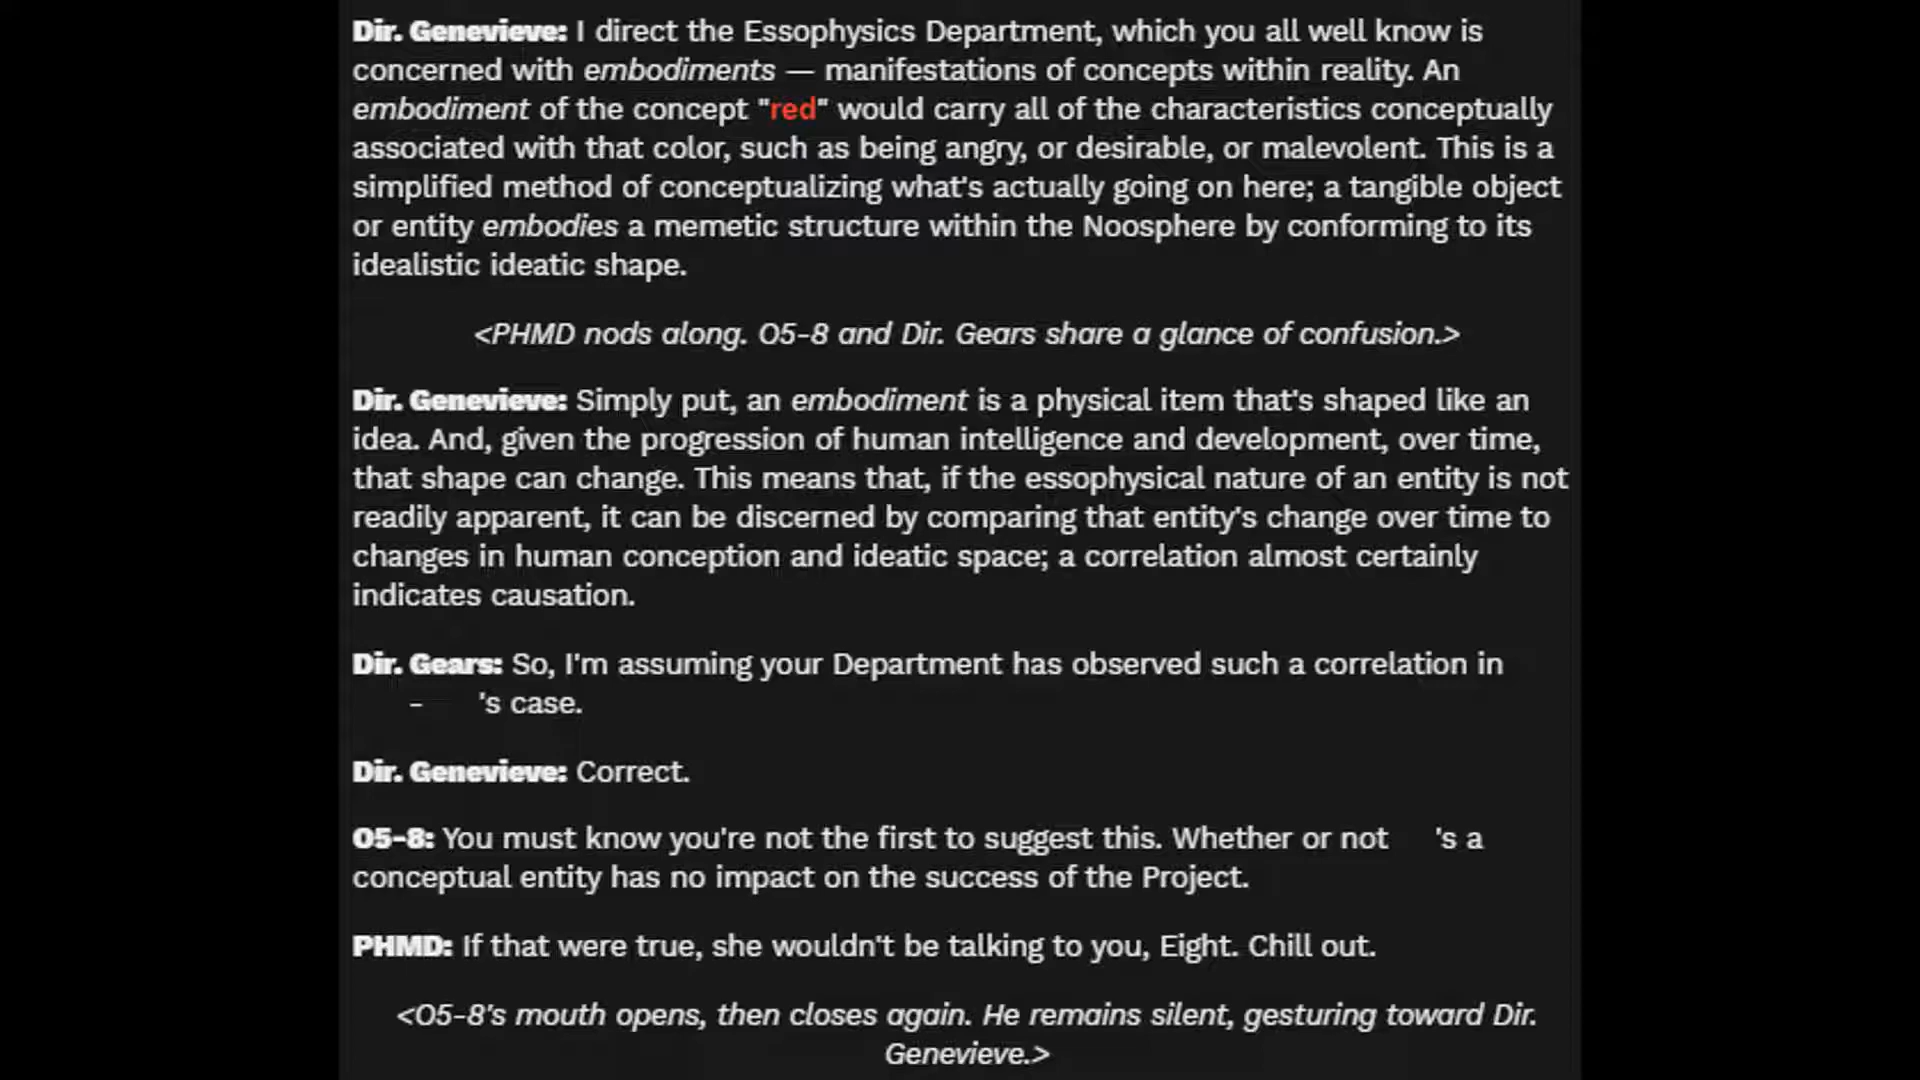 Dir. Genevieve: I direct the Essophysics Department, which you all well know is
concerned with embodiments — manifestations of concepts within reality. An
embodiment of the concept "red" would carry all of the characteristics conceptually
associated with that color, such as being angry, or desirable, or malevolent. This is a
simplified method of conceptualizing what's actually going on here; a tangible object
or entity embodies a memetic structure within the Noosphere by conforming to its
idealistic ideatic shape.
<PHMD nods along. O5-8 and Dir. Gears share a glance of confusion.>
Dir. Genevieve: Simply put, an embodiment is a physical item that's shaped like an
idea. And, given the progression of human intelligence and development, over time,
that shape can change. This means that, if the essophysical nature of an entity is not
readily apparent, it can be discerned by comparing that entity's change over time to
changes in human conception and ideatic space; a correlation almost certainly
indicates causation.
Dir. Gears: So, I'm assuming your Department has observed such a correlation in
- 's case.
Dir. Genevieve: Correct.
O5-8: You must know you're not the first to suggest this. Whether or not 's a
conceptual entity has no impact on the success of the Project.
PHMD: If that were true, she wouldn't be talking to you, Eight. Chill out.
<O5-8's mouth opens, then closes again. He remains silent, gesturing toward Dir.
Genevieve.>